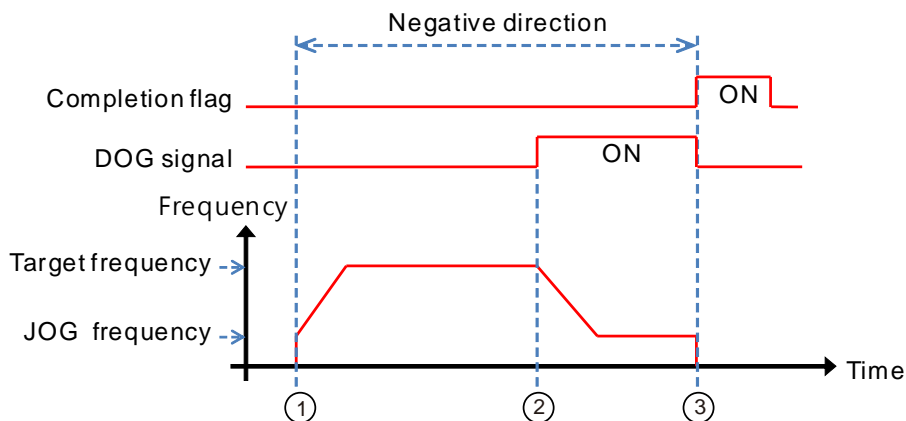 Negative direction
Completion flag
ON
DOG signal
ON
Frequency
Target frequency
JOG frequency
Time
1 2 3